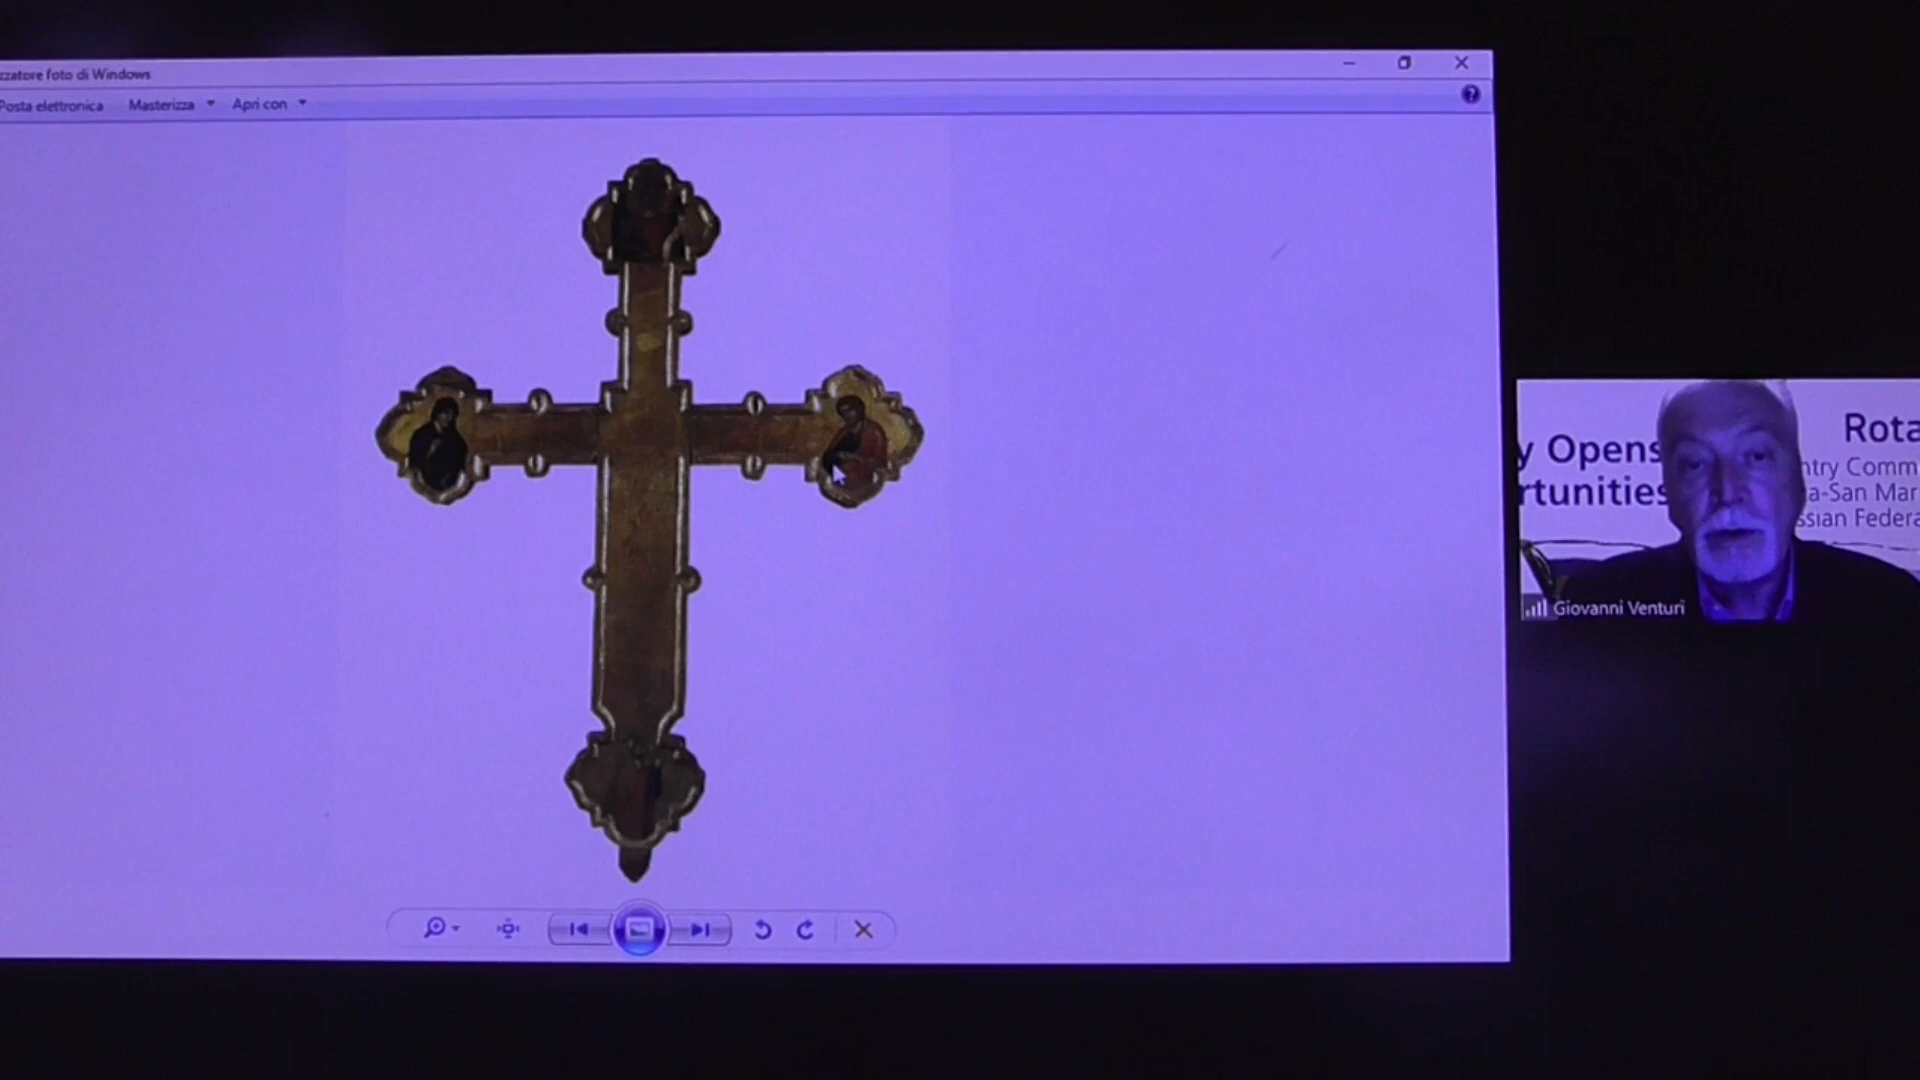 foto di Windows
Posta elettronica Masterizza Apri con
y Opens
rtunities
Rota
ntry Comm
a-San Mar
ssian Federa
Giovanni Venturi